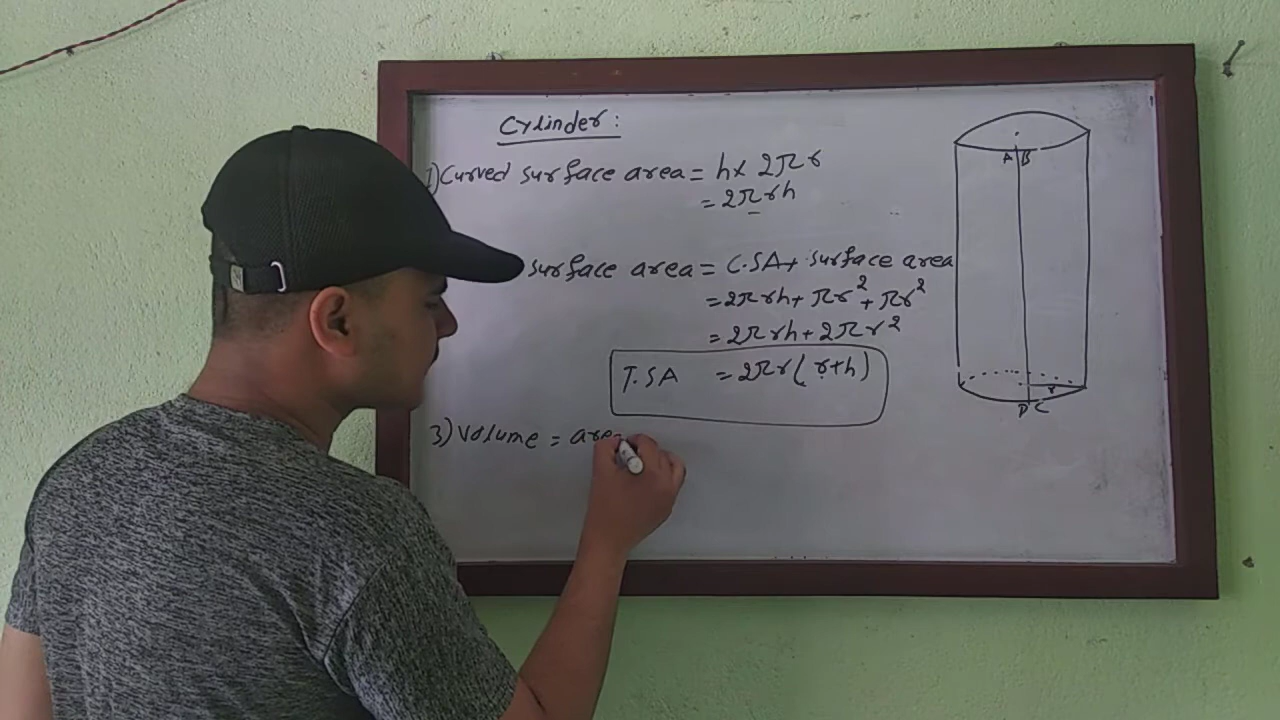 Cylinder:
1) Curved surface area = h x 2πr
= 2πrh
surface area = C.SA + surface area
= 2πrh + πr² + πr²
= 2πrh + 2πr²
T.SA = 2πr(r+h)
3) Volume = area
A B
r
D C